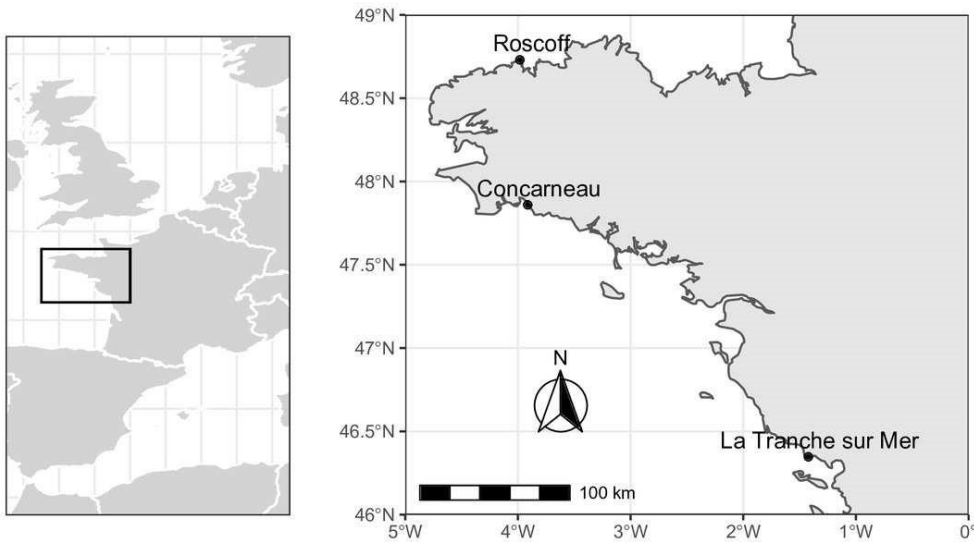 49°N
Roscoff
48.5°N
48°N
Concarneau
47.5°N
47°N
N
46.5°N
La Tranche sur Mer
100 km
46°N
5°W 4°W 3°W 2°W 1°W 0°